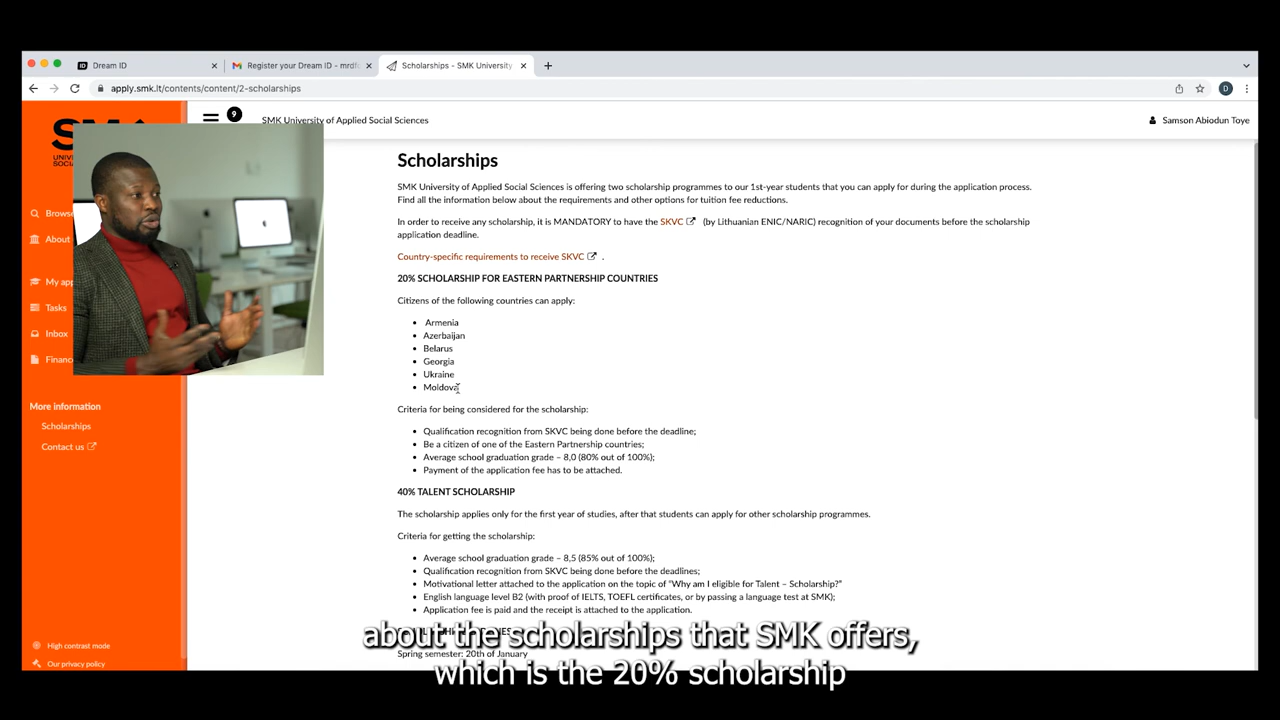 Dream ID
Register your Dream ID - mrdf
Scholarships - SMK University
apply.smk.lt/contents/content/2-scholarships
9
SMK University of Applied Social Sciences
Samson Abiodun Toye
Browse
About
My app
Tasks
Inbox
Finance
More information
Scholarships
Contact us
High contrast mode
Our privacy policy
Scholarships
SMK University of Applied Social Sciences is offering two scholarship programmes to our 1st-year students that you can apply for during the application process.
Find all the information below about the requirements and other options for tuition fee reductions.
In order to receive any scholarship, it is MANDATORY to have the SKVC (by Lithuanian ENIC/NARIC) recognition of your documents before the scholarship
application deadline.
Country-specific requirements to receive SKVC .
20% SCHOLARSHIP FOR EASTERN PARTNERSHIP COUNTRIES
Citizens of the following countries can apply:
• Armenia
• Azerbaijan
• Belarus
• Georgia
• Ukraine
• Moldova
Criteria for being considered for the scholarship:
• Qualification recognition from SKVC being done before the deadline;
• Be a citizen of one of the Eastern Partnership countries;
• Average school graduation grade – 8,0 (80% out of 100%);
• Payment of the application fee has to be attached.
40% TALENT SCHOLARSHIP
The scholarship applies only for the first year of studies, after that students can apply for other scholarship programmes.
Criteria for getting the scholarship:
• Average school graduation grade – 8,5 (85% out of 100%);
• Qualification recognition from SKVC being done before the deadlines;
• Motivational letter attached to the application on the topic of "Why am I eligible for Talent – Scholarship?"
• English language level B2 (with proof of IELTS, TOEFL certificates, or by passing a language test at SMK);
• Application fee is paid and the receipt is attached to the application.
Spring semester: 20th of January
about the scholarships that SMK offers,
which is the 20% scholarship